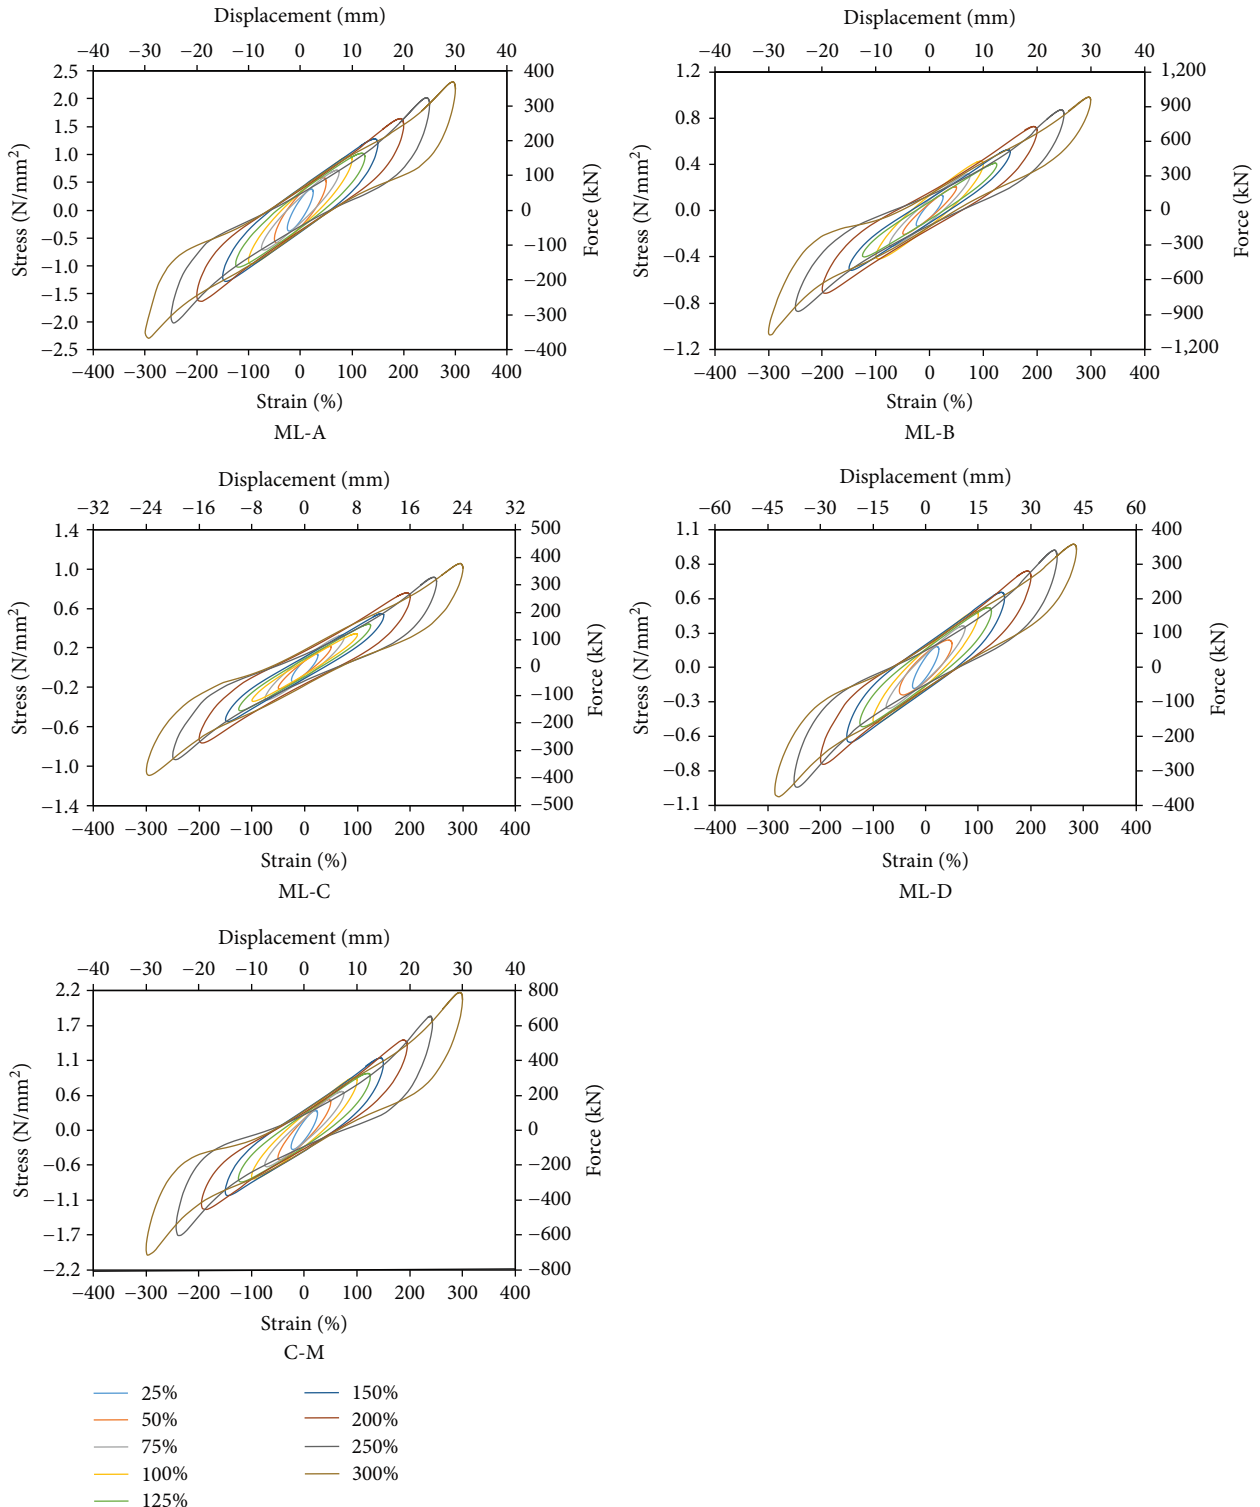 Displacement (mm)
−40 −30 −20 −10 0 10 20 30 40
2.5
2.0
1.5
1.0
0.5
0.0
−0.5
−1.0
−1.5
−2.0
−2.5
Stress (N/mm²)
400
300
200
100
0
−100
−200
−300
−400
Force (kN)
−400 −300 −200 −100 0 100 200 300 400
Strain (%)
ML-A
Displacement (mm)
−40 −30 −20 −10 0 10 20 30 40
1.2
0.8
0.4
0.0
−0.4
−0.8
−1.2
Stress (N/mm²)
1,200
900
600
300
0
−300
−600
−900
−1,200
Force (kN)
−400 −300 −200 −100 0 100 200 300 400
Strain (%)
ML-B
Displacement (mm)
−32 −24 −16 −8 0 8 16 24 32
1.4
1.0
0.6
0.2
−0.2
−0.6
−1.0
−1.4
Stress (N/mm²)
500
400
300
200
100
0
−100
−200
−300
−400
−500
Force (kN)
−400 −300 −200 −100 0 100 200 300 400
Strain (%)
ML-C
Displacement (mm)
−60 −45 −30 −15 0 15 30 45 60
1.1
0.8
0.6
0.3
0.0
−0.3
−0.6
−0.8
−1.1
Stress (N/mm²)
400
300
200
100
0
−100
−200
−300
−400
Force (kN)
−400 −300 −200 −100 0 100 200 300 400
Strain (%)
ML-D
Displacement (mm)
−40 −30 −20 −10 0 10 20 30 40
2.2
1.7
1.1
0.6
0.0
−0.6
−1.1
−1.7
−2.2
Stress (N/mm²)
800
600
400
200
0
−200
−400
−600
−800
Force (kN)
−400 −300 −200 −100 0 100 200 300 400
Strain (%)
C-M
25%
50%
75%
100%
125%
150%
200%
250%
300%